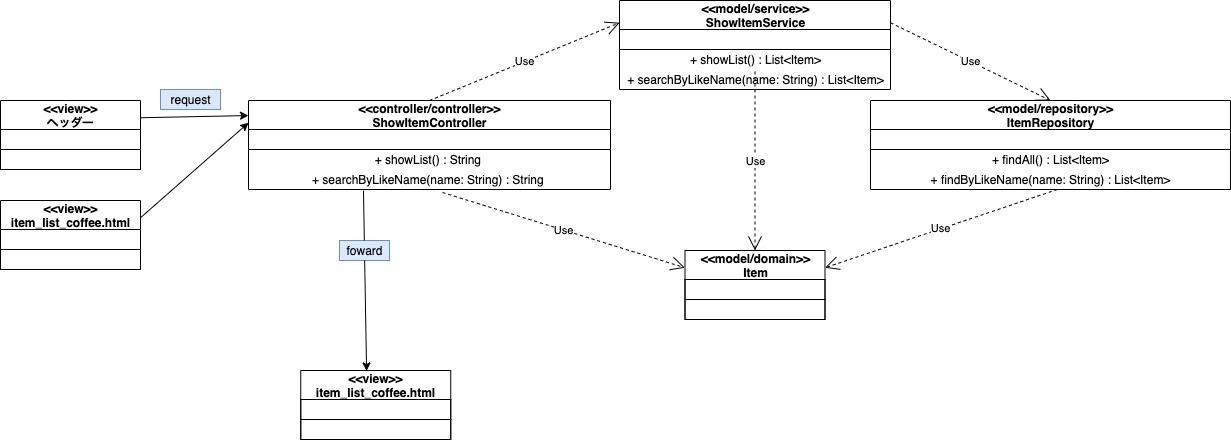 <<model/service>>
ShowItemService
+ showList() : List<Item>
+ searchByLikeName(name: String) : List<Item>
Use
Use
request
<<view>>
ヘッダー
<<controller/controller>>
ShowItemController
+ showList() : String
+ searchByLikeName(name: String) : String
<<model/repository>>
ItemRepository
+ findAll() : List<Item>
+ findByLikeName(name: String) : List<Item>
Use
<<view>>
item_list_coffee.html
Use
Use
foward
<<model/domain>>
Item
<<view>>
item_list_coffee.html